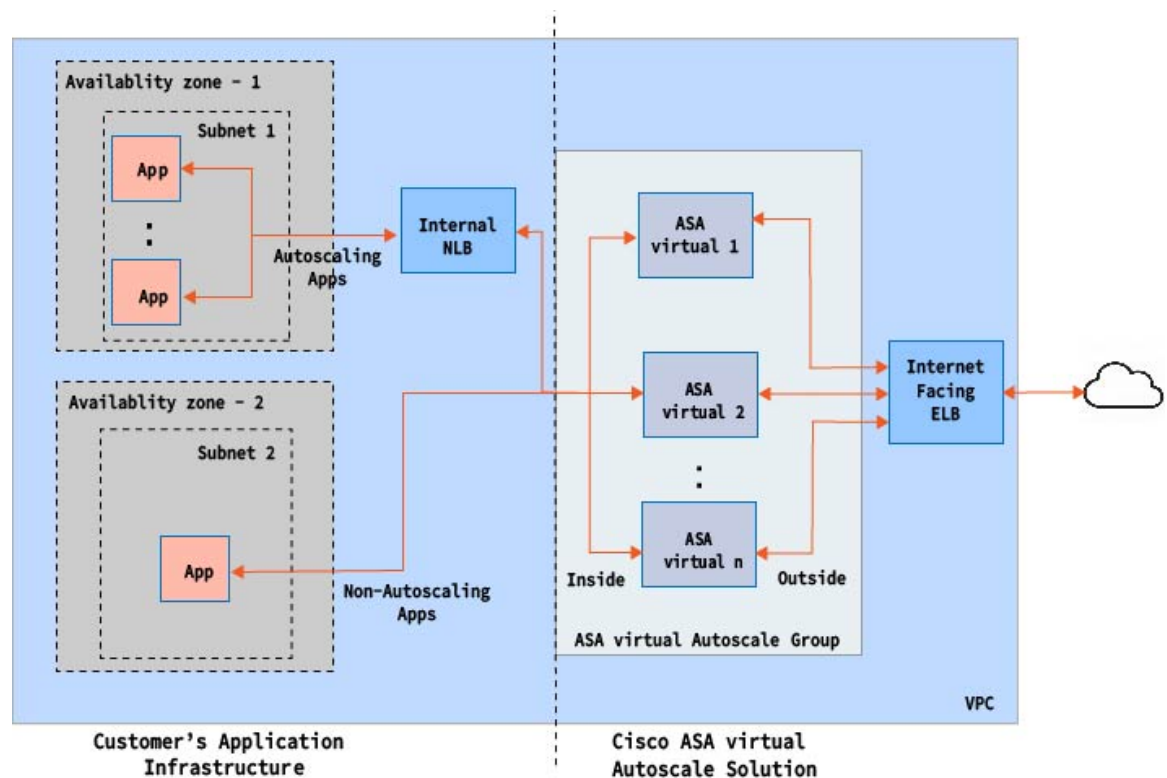 Availablity zone - 1
Subnet 1
App
:
App
Autoscaling
Apps
Internal
NLB
Availablity zone - 2
Subnet 2
App
Non-Autoscaling
Apps
ASA
virtual 1
ASA
virtual 2
:
ASA
virtual n
Inside
Outside
ASA virtual Autoscale Group
Internet
Facing
ELB
VPC
Customer's Application
Infrastructure
Cisco ASA virtual
Autoscale Solution